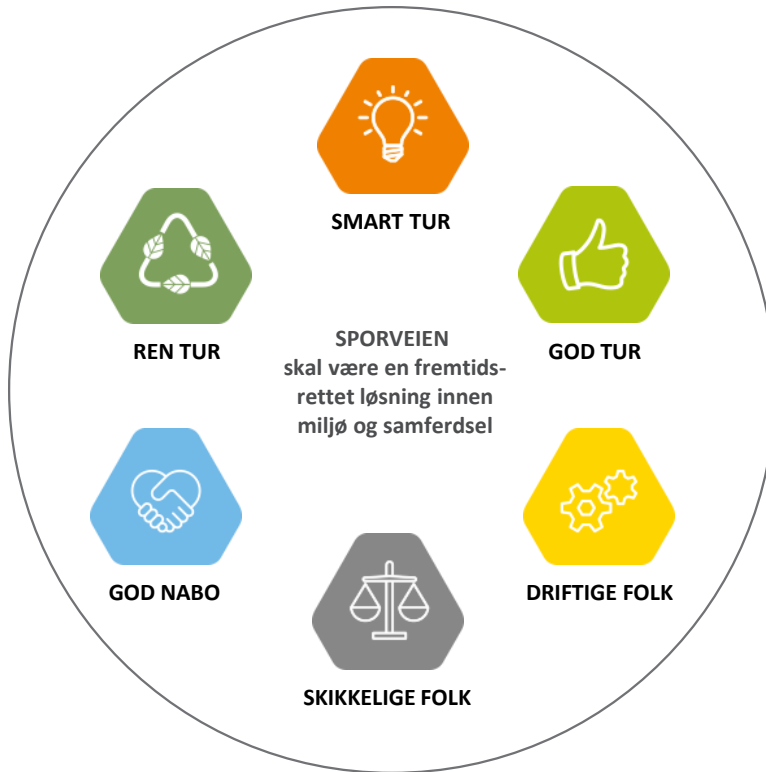 SMART TUR
REN TUR
GOD TUR
SPORVEIEN
skal være en fremtids-
rettet løsning innen
miljø og samferdsel
GOD NABO
DRIFTIGE FOLK
SKIKKELIGE FOLK